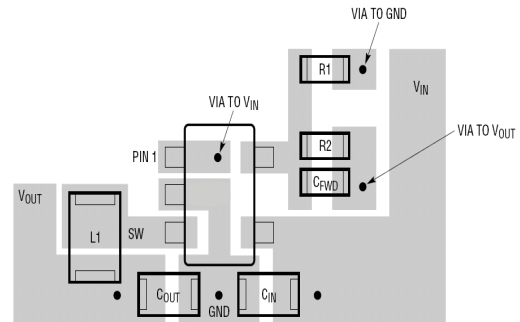 VIA TO GND
R1
VIN
VIA TO VIN
VIA TO VOUT
PIN 1
R2
CFWD
VOUT
L1
SW
COUT
GND
CIN